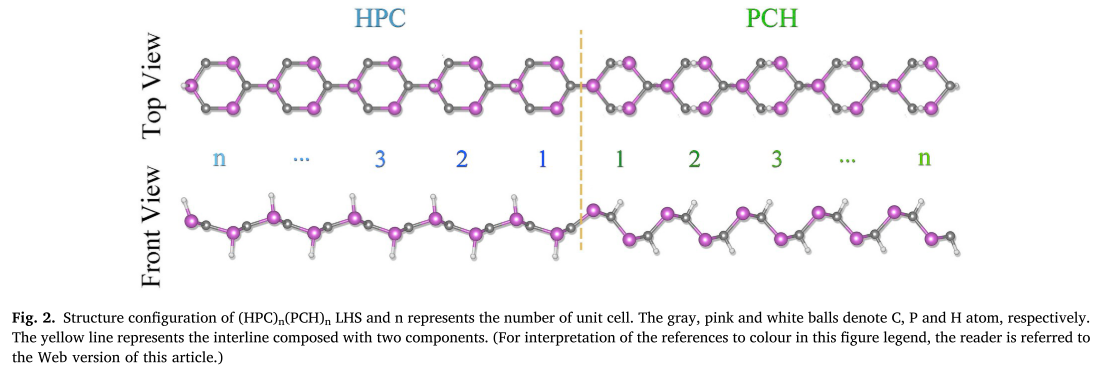 HPC PCH
Top View
n ... 3 2 1 1 2 3 ... n
Front View
Fig. 2. Structure configuration of (HPC)n(PCH)n LHS and n represents the number of unit cell. The gray, pink and white balls denote C, P and H atom, respectively.
The yellow line represents the interline composed with two components. (For interpretation of the references to colour in this figure legend, the reader is referred to
the Web version of this article.)